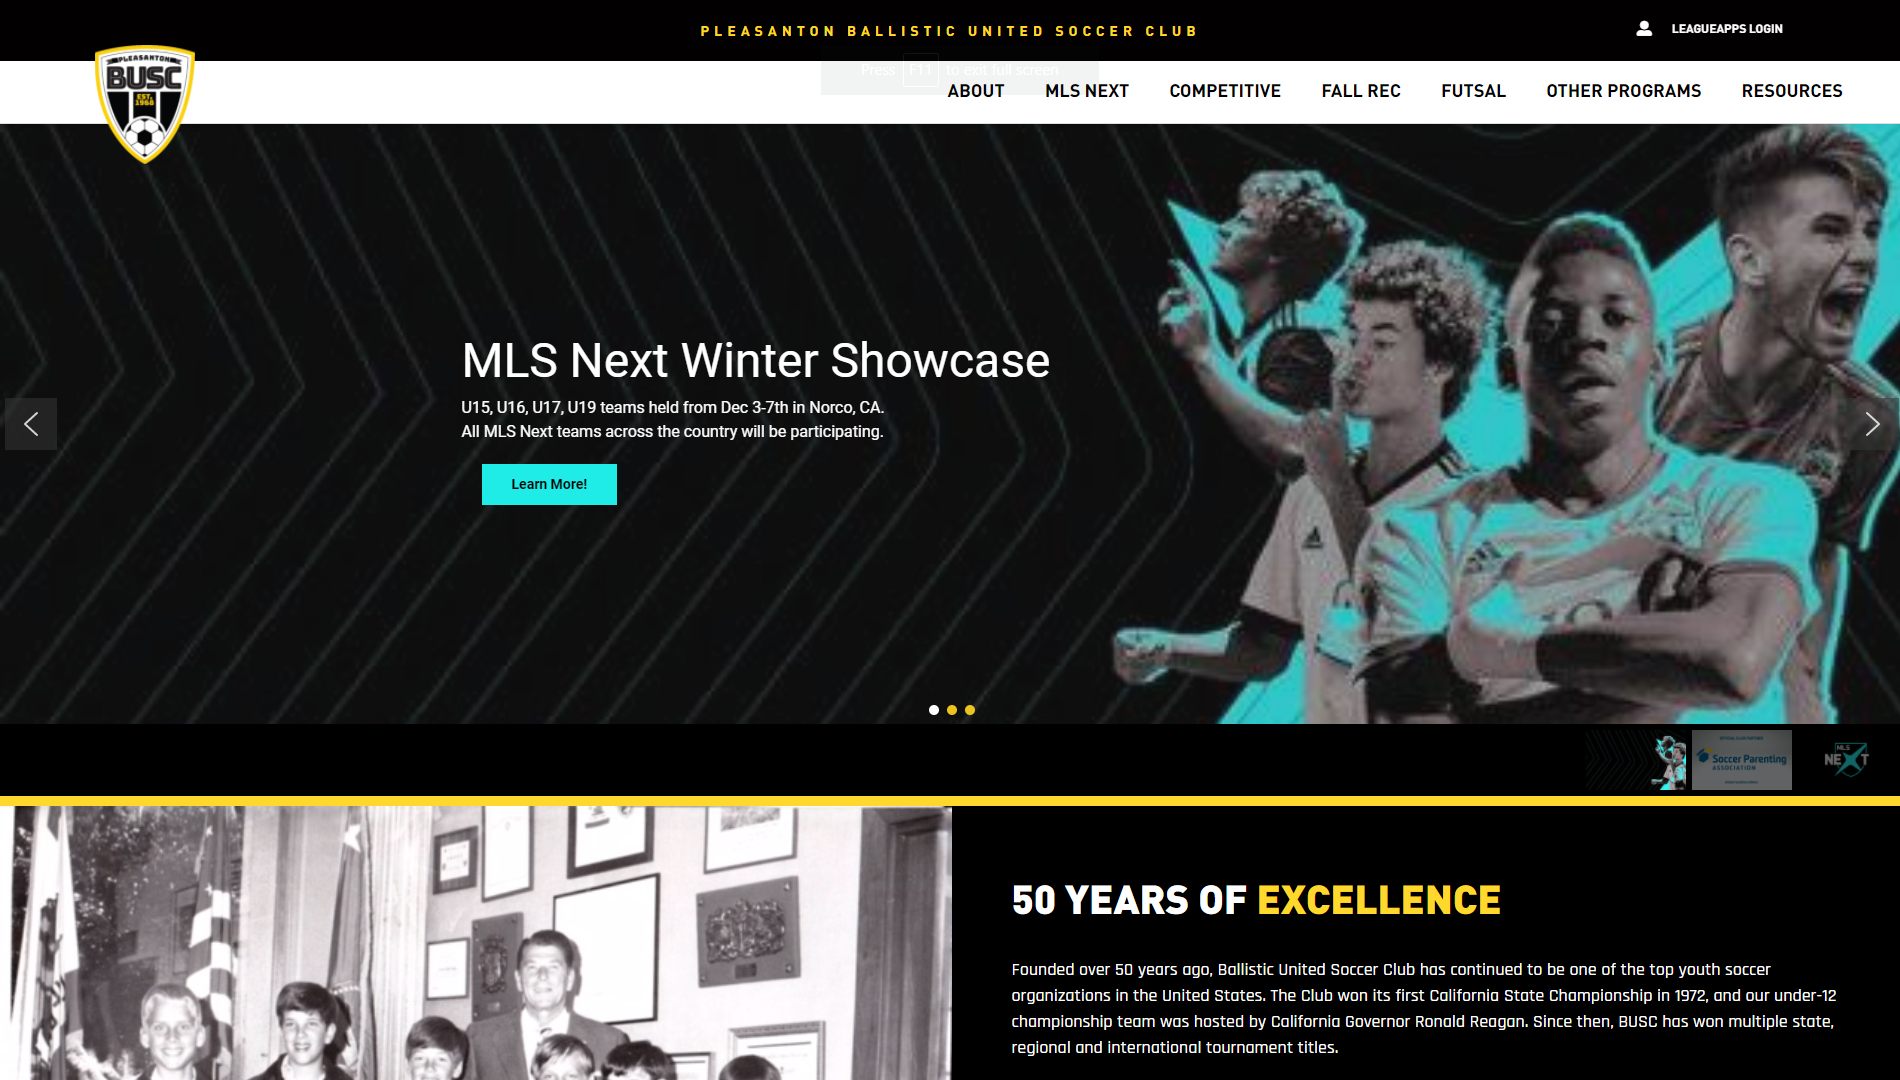 PLEASANTON BALLISTIC UNITED SOCCER CLUB
LEAGUEAPPS LOGIN
PLEASANTON
BUSC
EST.
1968
Press F11 to exit full screen
ABOUT MLS NEXT COMPETITIVE FALL REC FUTSAL OTHER PROGRAMS RESOURCES
MLS Next Winter Showcase
U15, U16, U17, U19 teams held from Dec 3-7th in Norco, CA.
All MLS Next teams across the country will be participating.
Learn More!
Soccer Parenting
ASSOCIATION
MLS
NEXT
50 YEARS OF EXCELLENCE
Founded over 50 years ago, Ballistic United Soccer Club has continued to be one of the top youth soccer
organizations in the United States. The Club won its first California State Championship in 1972, and our under-12
championship team was hosted by California Governor Ronald Reagan. Since then, BUSC has won multiple state,
regional and international tournament titles.